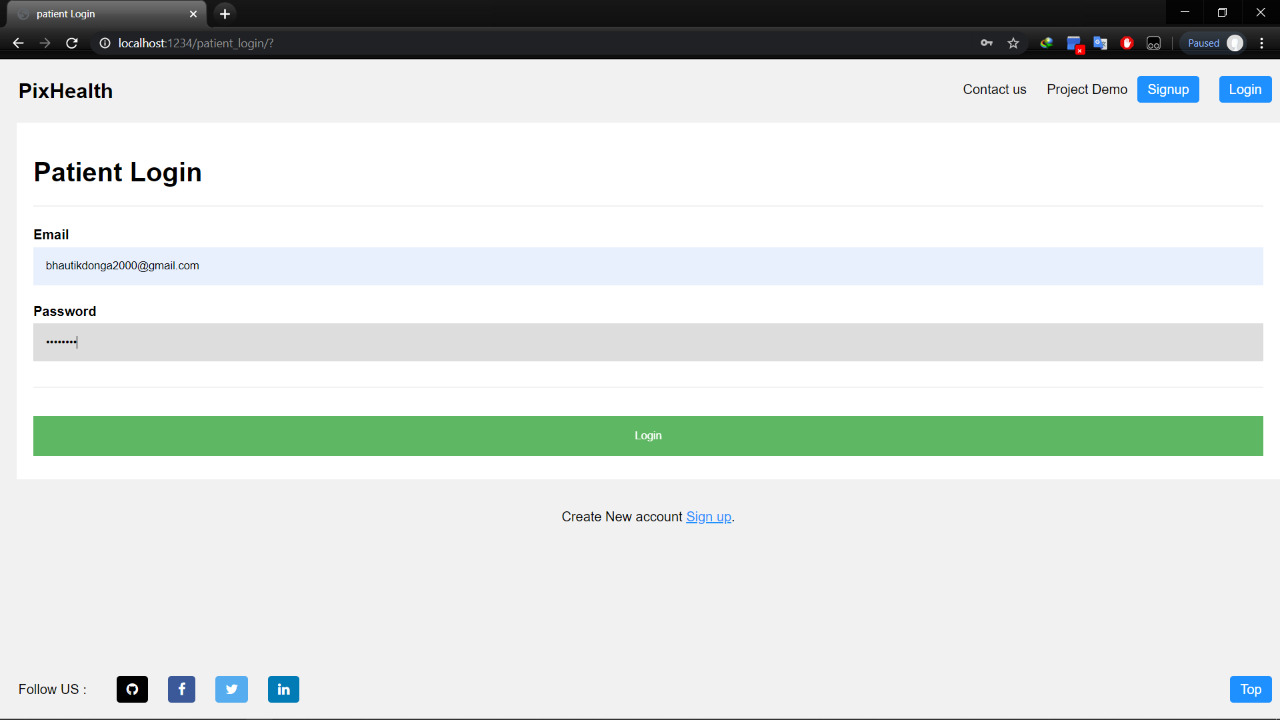 patient Login
localhost:1234/patient_login/?
Paused
PixHealth
Contact us
Project Demo
Signup
Login
Patient Login
Email
bhautikdonga2000@gmail.com
Password
••••••••
Login
Create New account Sign up.
Follow US :
Top